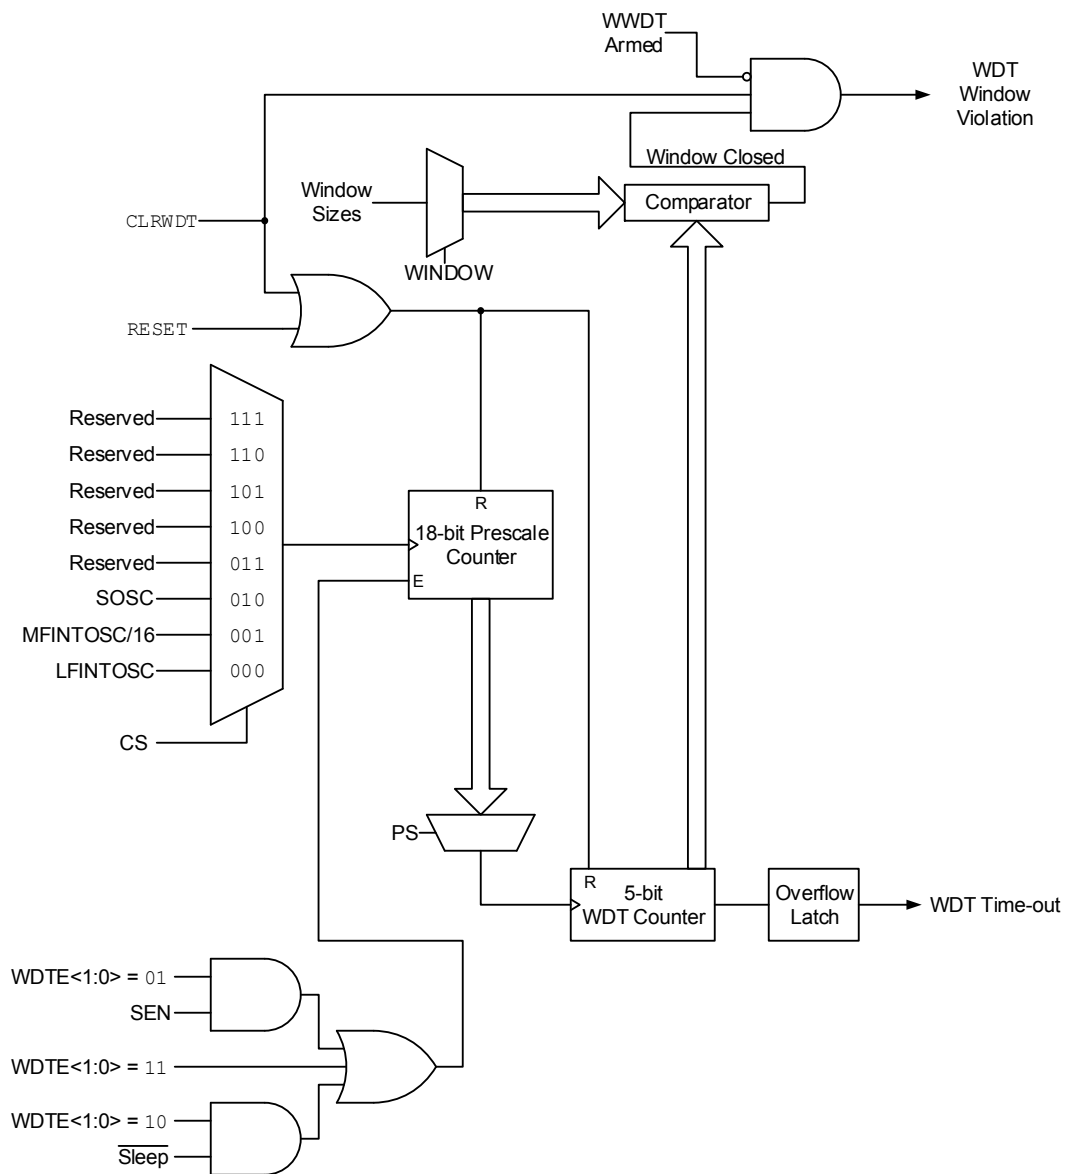 WWDT
Armed
WDT
Window
Violation
Window Closed
Window
Sizes
Comparator
CLRWDT
WINDOW
RESET
Reserved 111
Reserved 110
Reserved 101
Reserved 100
Reserved 011
SOSC 010
MFINTOSC/16 001
LFINTOSC 000
CS
R
18-bit Prescale
Counter
E
PS
R
5-bit
WDT Counter
Overflow
Latch
WDT Time-out
WDTE<1:0> = 01
SEN
WDTE<1:0> = 11
WDTE<1:0> = 10
Sleep